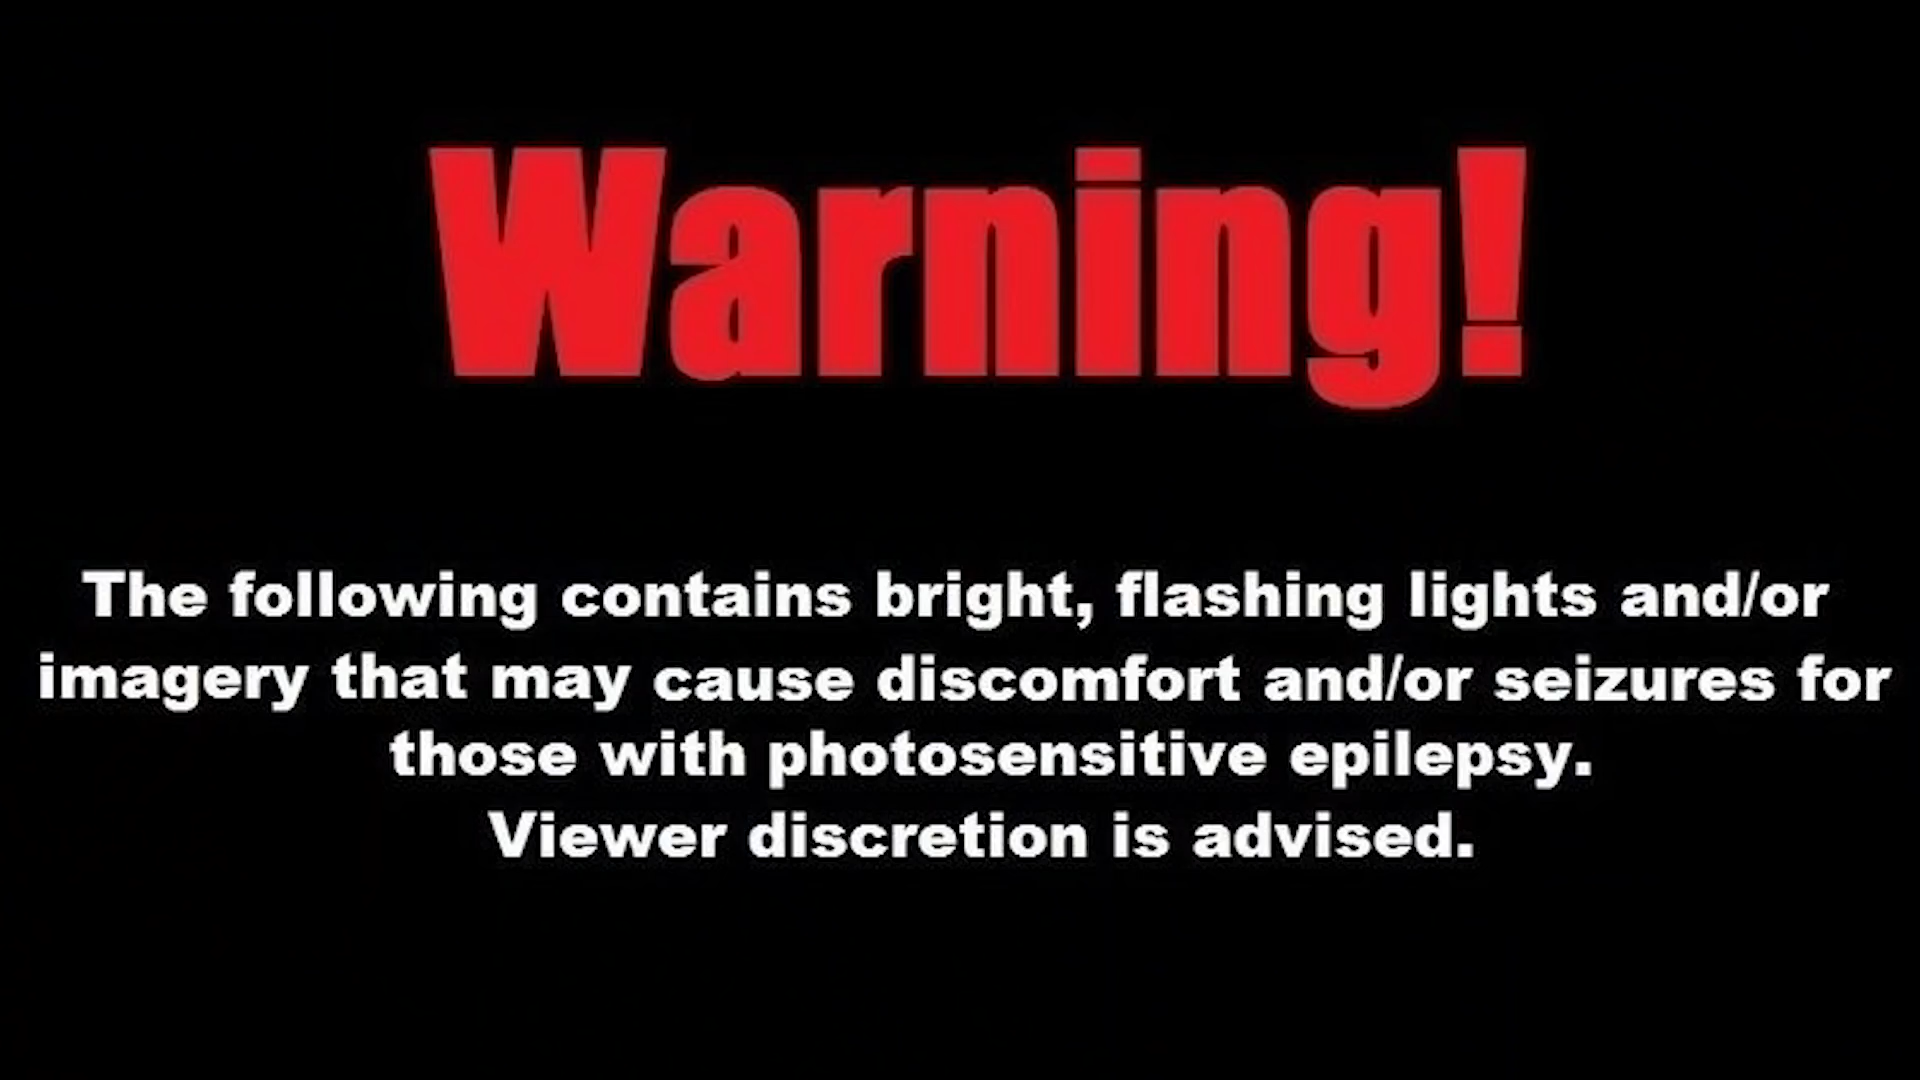 Warning!
The following contains bright, flashing lights and/or
imagery that may cause discomfort and/or seizures for
those with photosensitive epilepsy.
Viewer discretion is advised.